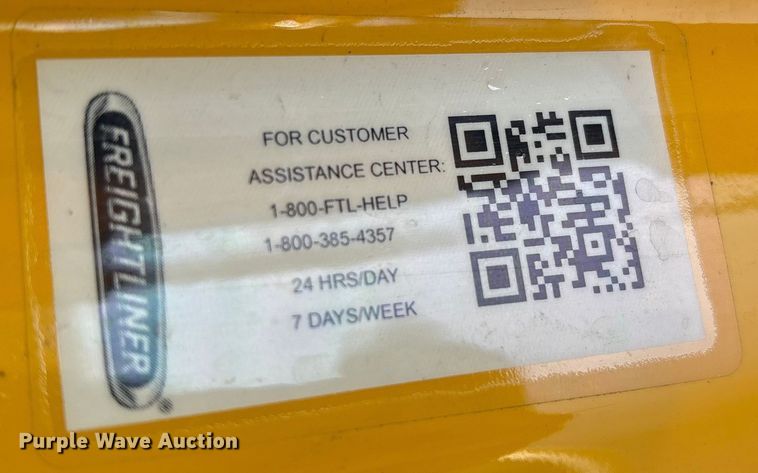 FREIGHTLINER
FOR CUSTOMER
ASSISTANCE CENTER:
1-800-FTL-HELP
1-800-385-4357
24 HRS/DAY
7 DAYS/WEEK
Purple Wave Auction